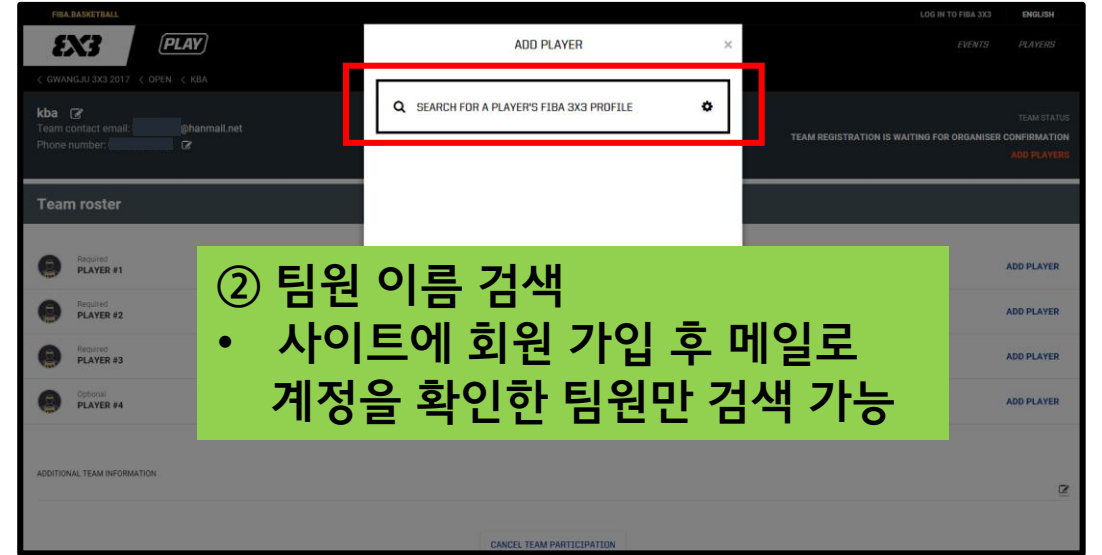 FIBA.BASKETBALL
LOG IN TO FIBA 3X3 ENGLISH
3X3 PLAY
ADD PLAYER ×
EVENTS PLAYERS
< GWANGJU 3X3 2017 < OPEN < KBA
SEARCH FOR A PLAYER'S FIBA 3X3 PROFILE
kba
Team contact email: @hanmail.net
Phone number:
TEAM STATUS
TEAM REGISTRATION IS WAITING FOR ORGANISER CONFIRMATION
ADD PLAYERS
Team roster
Required
PLAYER #1 ADD PLAYER
Required
PLAYER #2 ADD PLAYER
Required
PLAYER #3 ADD PLAYER
Optional
PLAYER #4 ADD PLAYER
② 팀원 이름 검색
• 사이트에 회원 가입 후 메일로
계정을 확인한 팀원만 검색 가능
ADDITIONAL TEAM INFORMATION
CANCEL TEAM PARTICIPATION